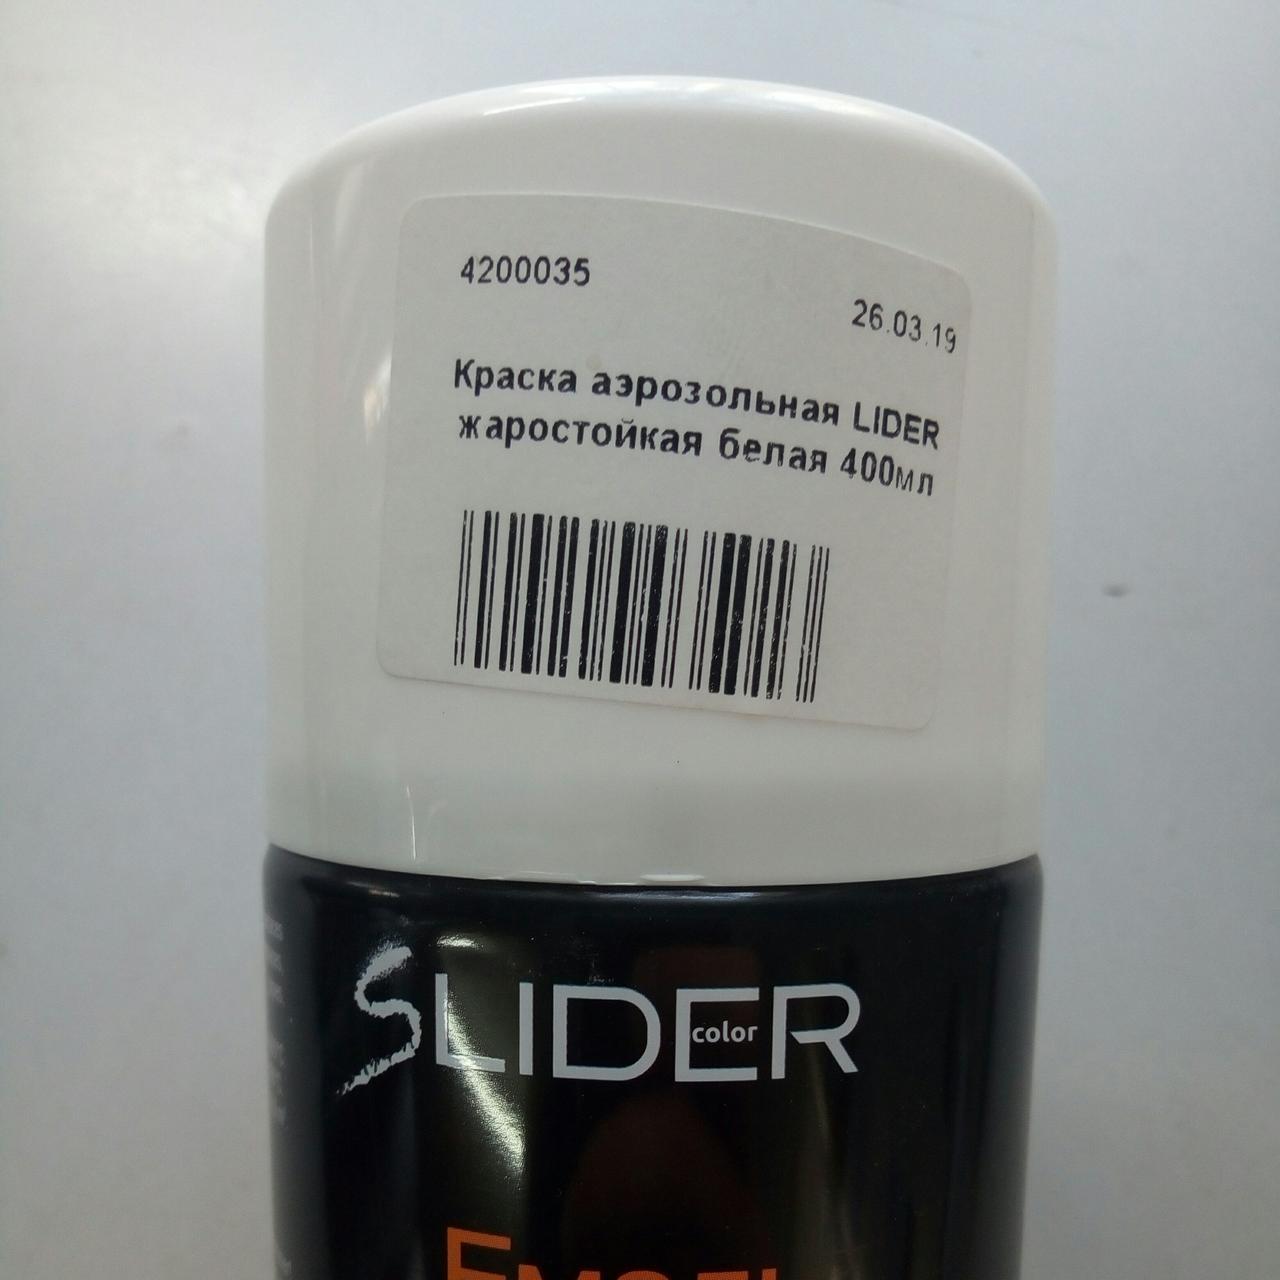 4200035
26.03.19
Краска аэрозольная LIDER
жаростойкая белая 400мл
SLIDER
color